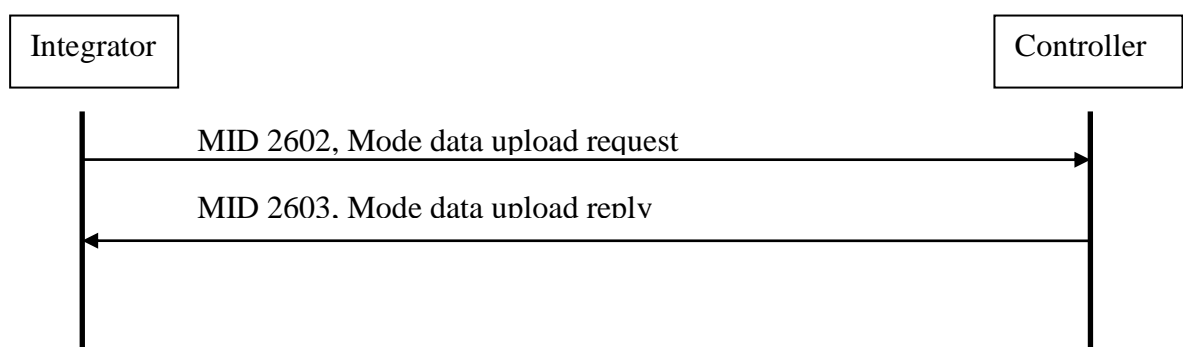 Integrator
Controller
MID 2602, Mode data upload request
MID 2603, Mode data upload reply